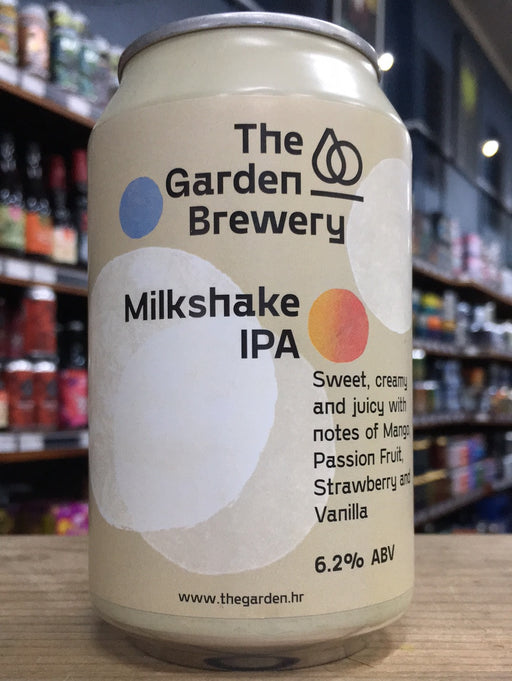 The
Garden
Brewery
Milkshake
IPA
Sweet, creamy
and juicy with
notes of Mango,
Passion Fruit,
Strawberry and
Vanilla
6.2% ABV
www.thegarden.hr